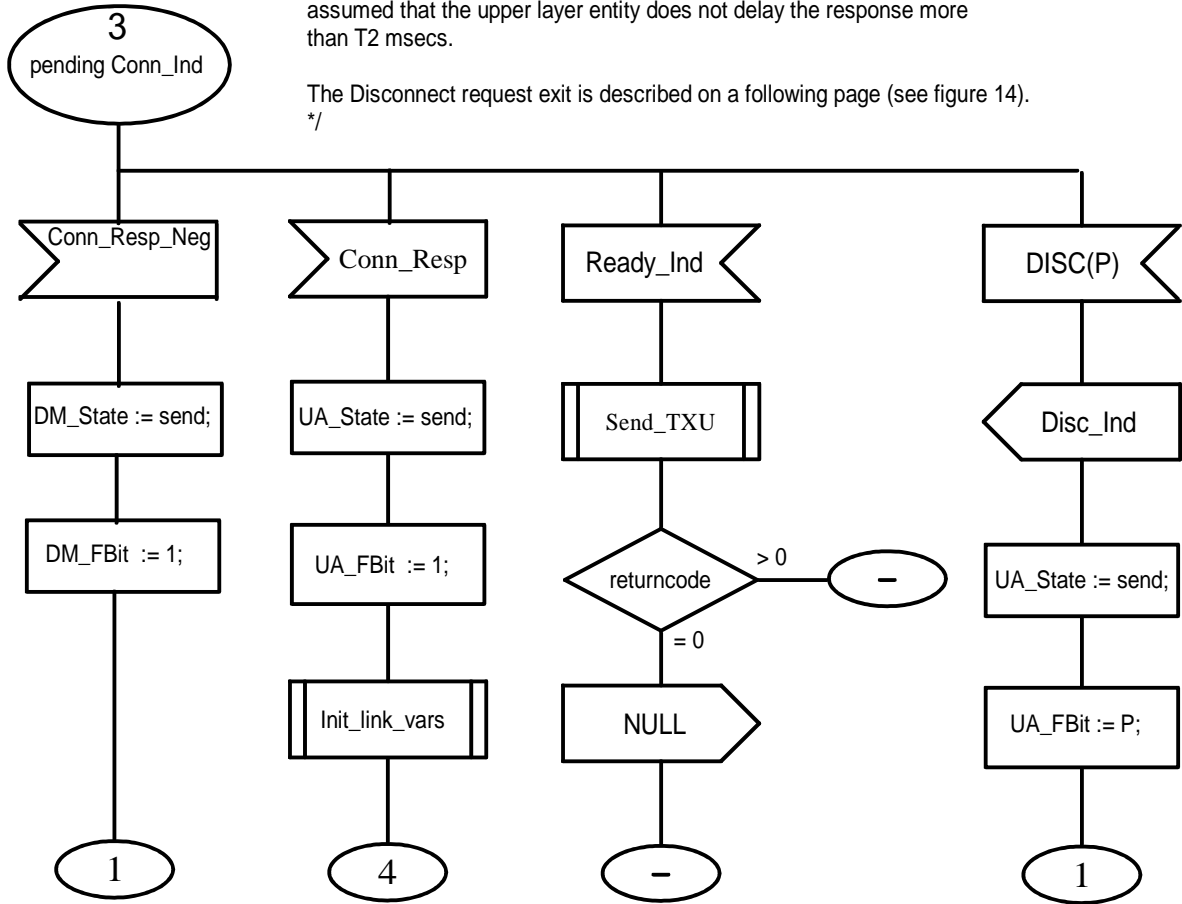 assumed that the upper layer entity does not delay the response more
than T2 msecs.
The Disconnect request exit is described on a following page (see figure 14).
*/
3
pending Conn_Ind
Conn_Resp_Neg
Conn_Resp
Ready_Ind
DISC(P)
DM_State := send;
UA_State := send;
Send_TXU
Disc_Ind
DM_FBit := 1;
UA_FBit := 1;
returncode
> 0
–
UA_State := send;
= 0
Init_link_vars
NULL
UA_FBit := P;
1
4
–
1